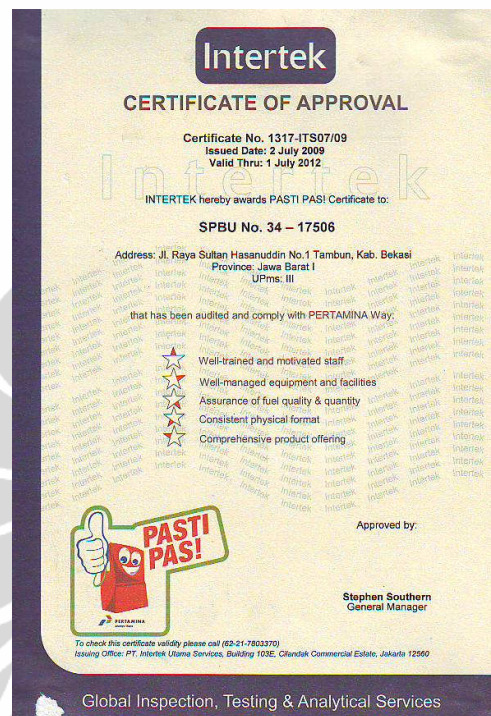 Intertek
CERTIFICATE OF APPROVAL
Certificate No. 1317-ITS07/09
Issued Date: 2 July 2009
Valid Thru: 1 July 2012
Intertek
INTERTEK hereby awards PASTI PAS! Certificate to:
SPBU No. 34 – 17506
Address: Jl. Raya Sultan Hasanuddin No.1 Tambun, Kab. Bekasi
Province: Jawa Barat I
UPms: III
that has been audited and comply with PERTAMINA Way:
Well-trained and motivated staff
Well-managed equipment and facilities
Assurance of fuel quality & quantity
Consistent physical format
Comprehensive product offering
PASTI
PAS!
PERTAMINA
Approved by:
Stephen Southern
General Manager
To check this certificate validity please call (62-21-7803370)
Issuing Office: PT. Intertek Utama Services, Building 103E, Cilandak Commercial Estate, Jakarta 12560
Global Inspection, Testing & Analytical Services